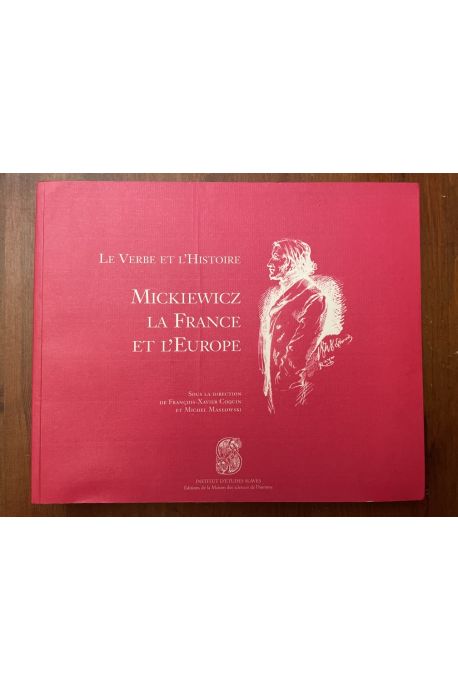 LE VERBE ET L'HISTOIRE
MICKIEWICZ
LA FRANCE
ET L'EUROPE
SOUS LA DIRECTION
DE FRANÇOIS-XAVIER COQUIN
ET MICHEL MASŁOWSKI
INSTITUT D'ÉTUDES SLAVES
Éditions de la Maison des sciences de l'homme